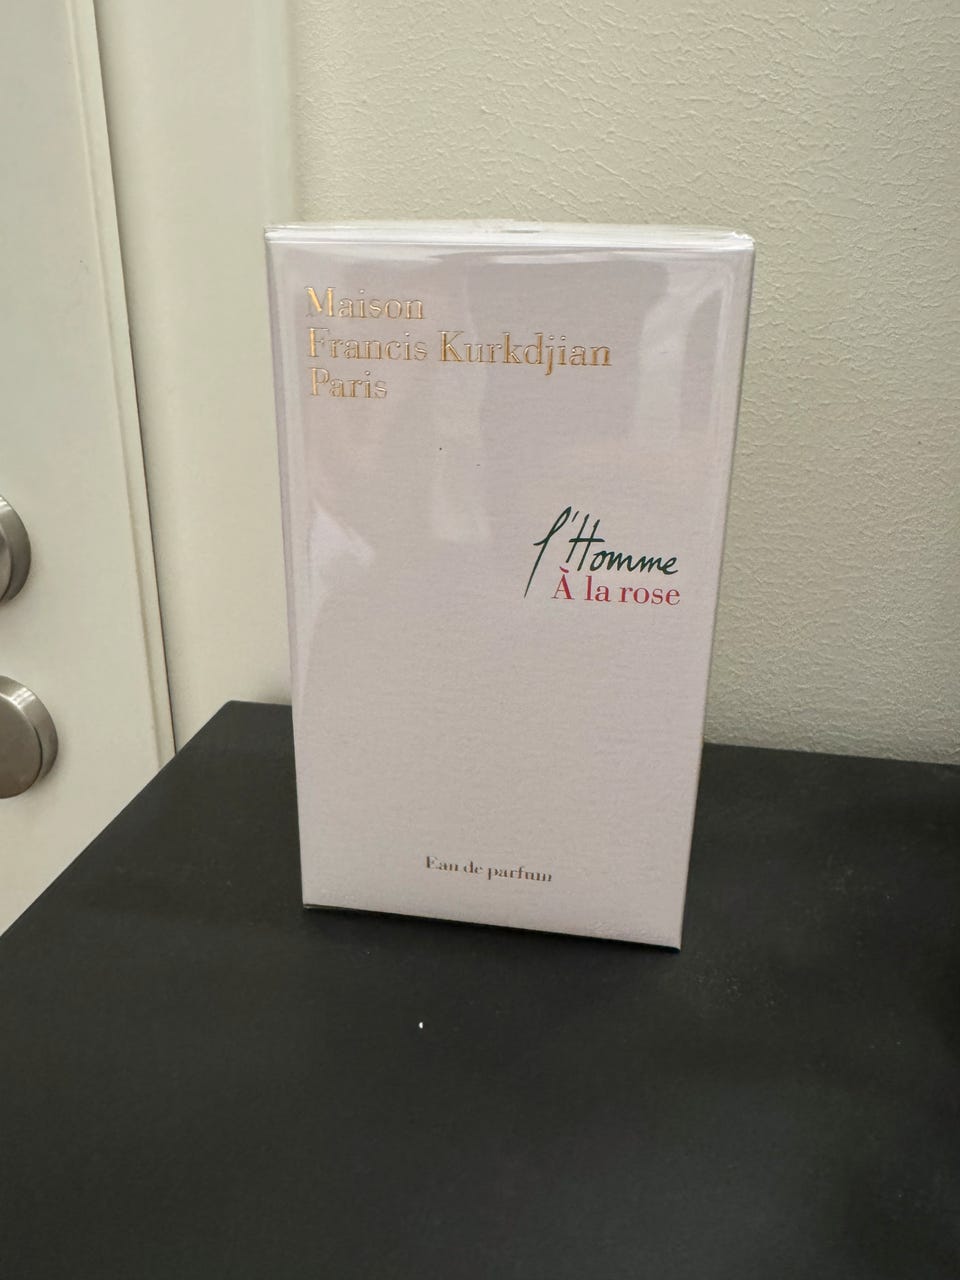 Maison
Francis Kurkdjian
Paris
l'Homme
À la rose
Eau de parfum